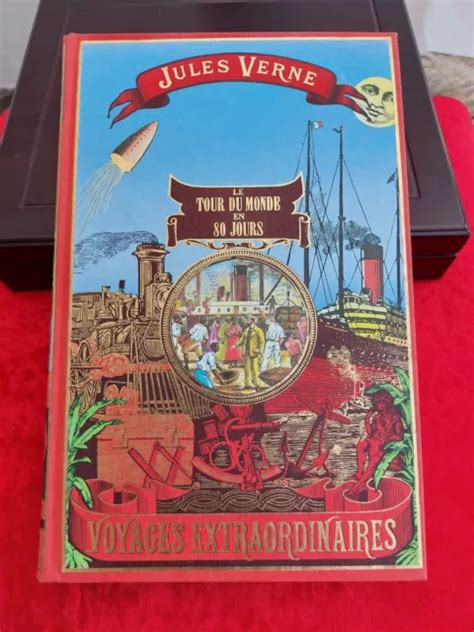 JULES VERNE
LE
TOUR DU MONDE
EN
80 JOURS
VOYAGES EXTRAORDINAIRES